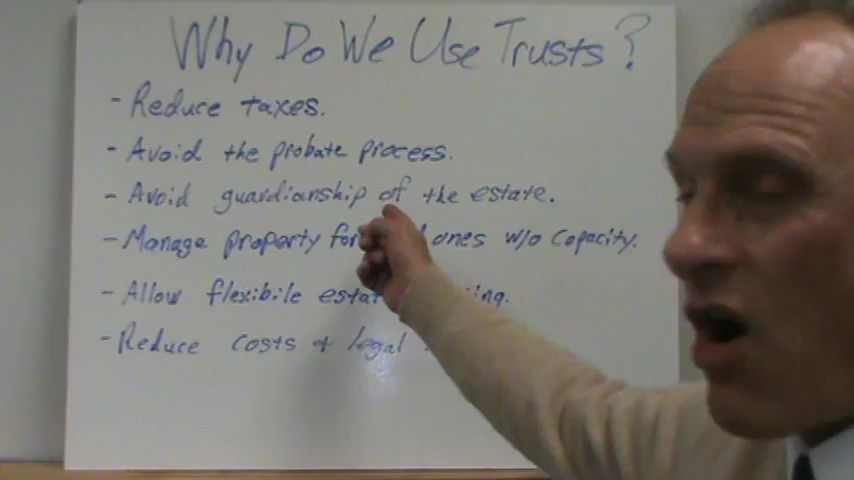 Why Do We Use Trusts?
- Reduce taxes.
- Avoid the probate process.
- Avoid guardianship of the estate.
- Manage property for ones w/o Capacity.
- Allow flexibile
- Reduce costs + legal